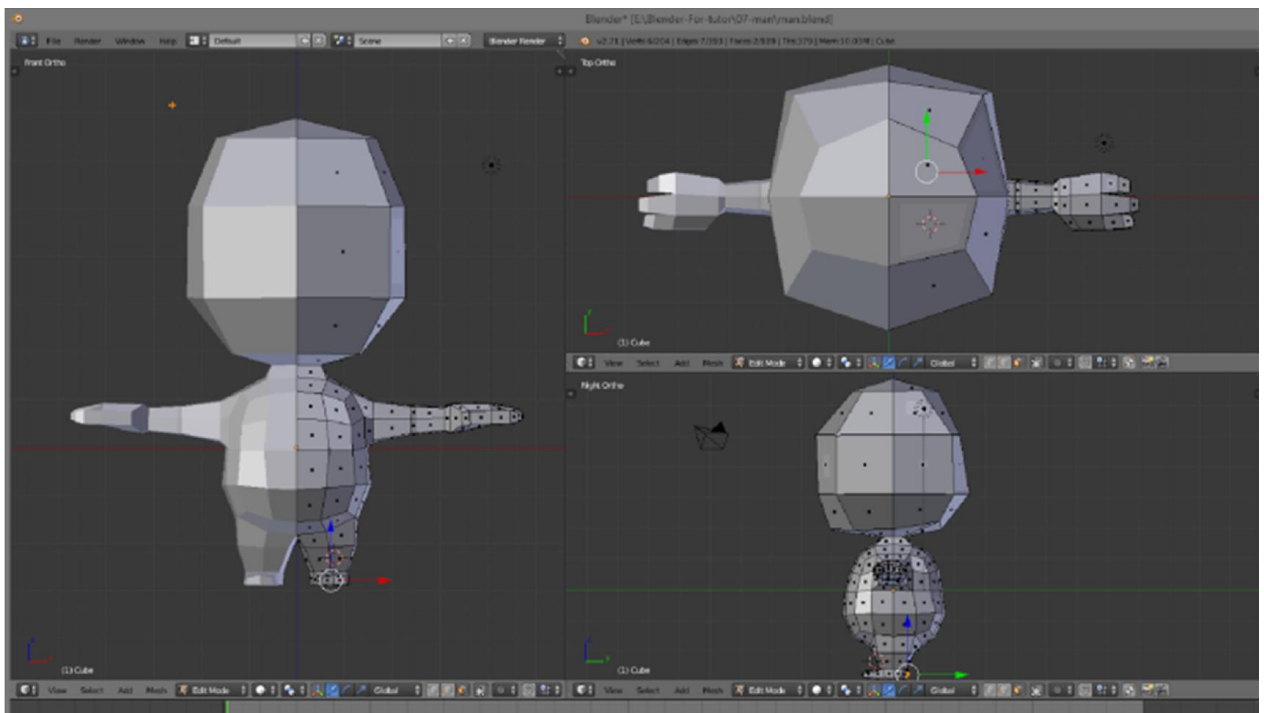 Blender* [E:\Blender-For-tutor\07-man\man.blend]
File Render Window Help Default Scene Blender Render
Front Ortho
Top Ortho
(1) Cube
View Select Add Mesh Edit Mode Global
Right Ortho
(1) Cube
(1) Cube
View Select Add Mesh Edit Mode Global
View Select Add Mesh Edit Mode Global